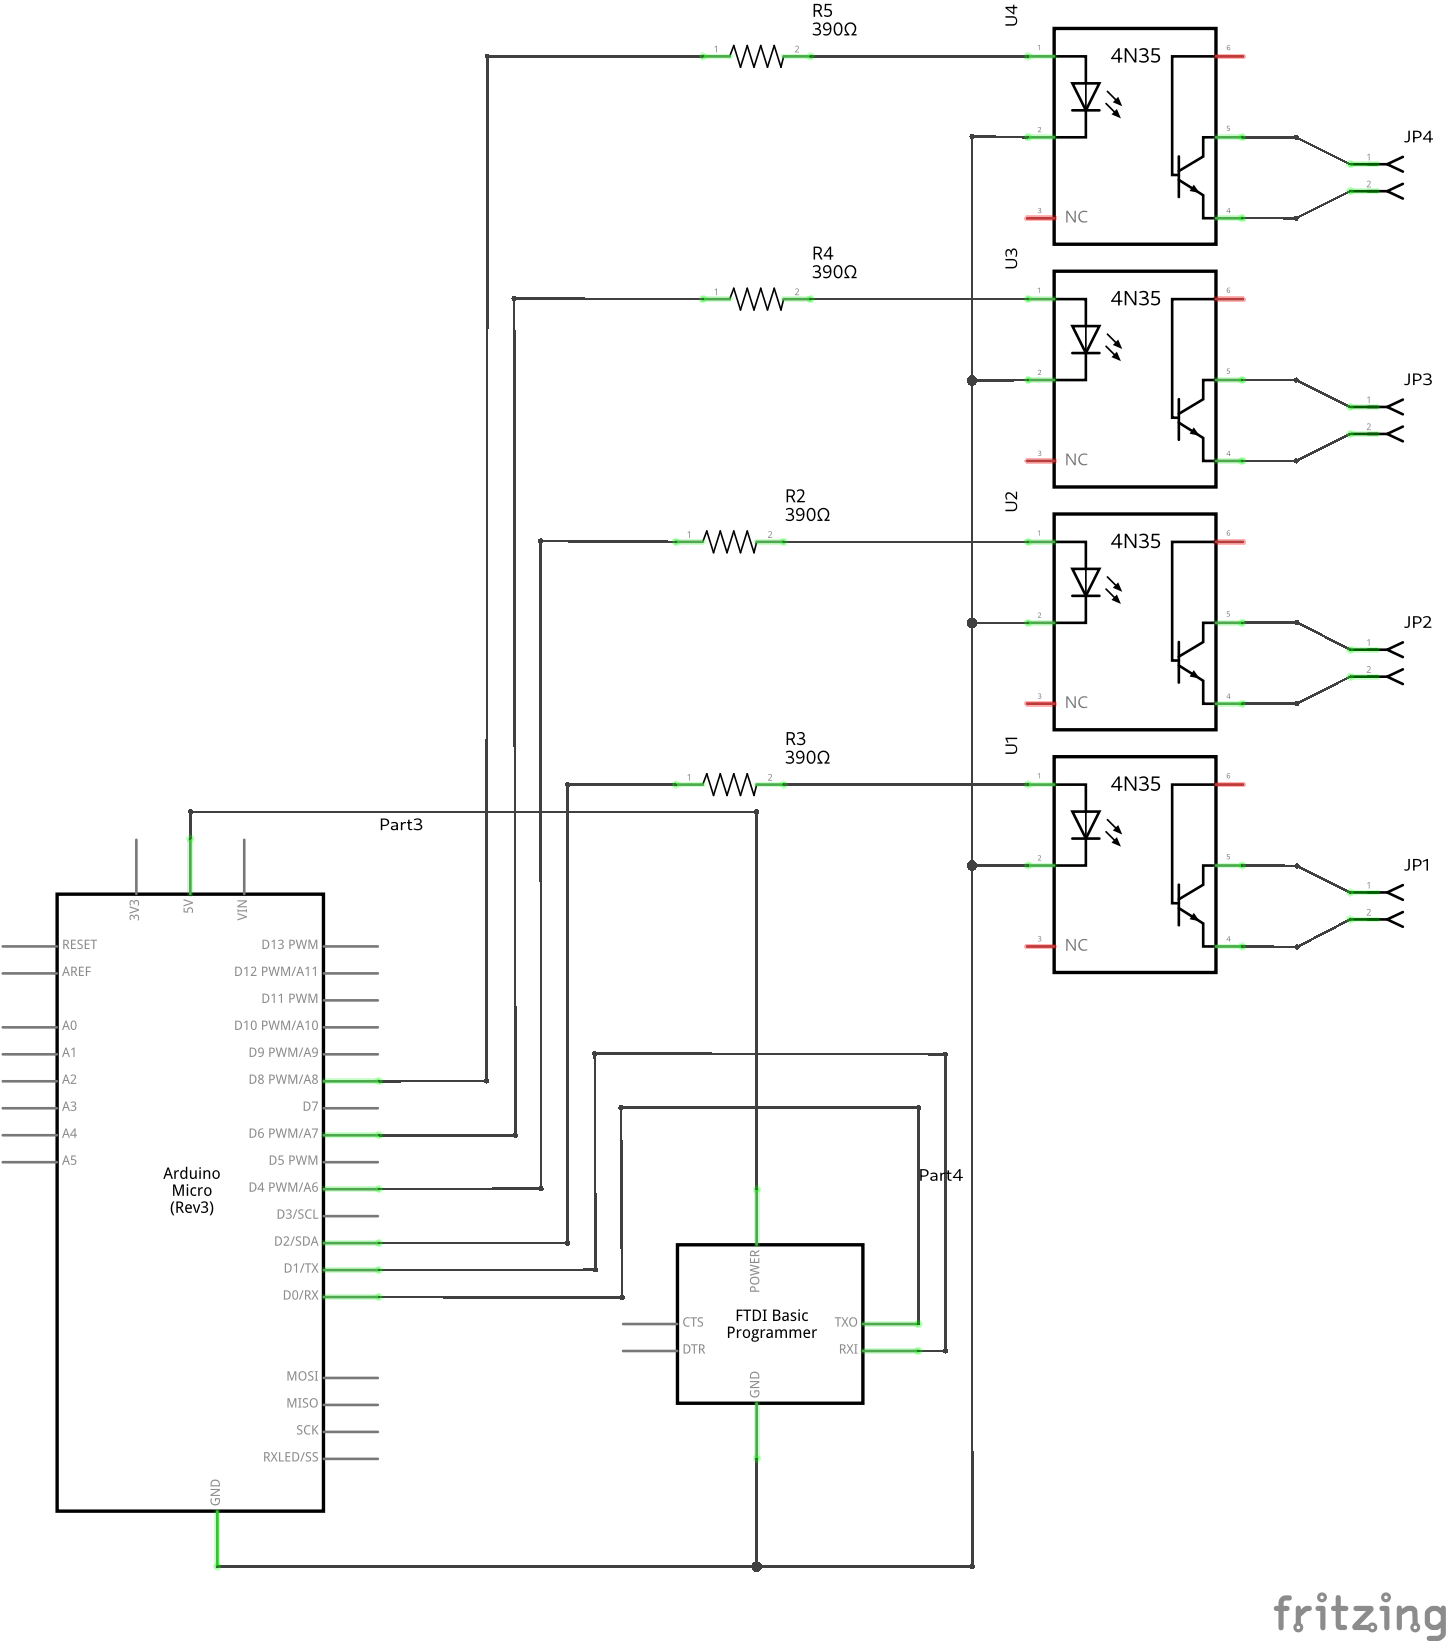 R5
390Ω
U4
1
2
1
4N35
6
2
5
JP4
1
2
3
NC
4
R4
390Ω
U3
1
2
1
4N35
6
2
5
JP3
1
2
3
NC
4
R2
390Ω
U2
1
2
1
4N35
6
2
5
JP2
1
2
3
NC
4
R3
390Ω
U1
1
2
1
4N35
6
2
5
JP1
1
2
3
NC
4
Part3
3V3
5V
VIN
RESET
D13 PWM
AREF
D12 PWM/A11
D11 PWM
A0
D10 PWM/A10
A1
D9 PWM/A9
A2
D8 PWM/A8
A3
D7
A4
D6 PWM/A7
A5
D5 PWM
Arduino
Micro
(Rev3)
D4 PWM/A6
D3/SCL
D2/SDA
D1/TX
D0/RX
MOSI
MISO
SCK
RXLED/SS
GND
Part4
POWER
CTS
DTR
FTDI Basic
Programmer
TXO
RXI
GND
fritzing